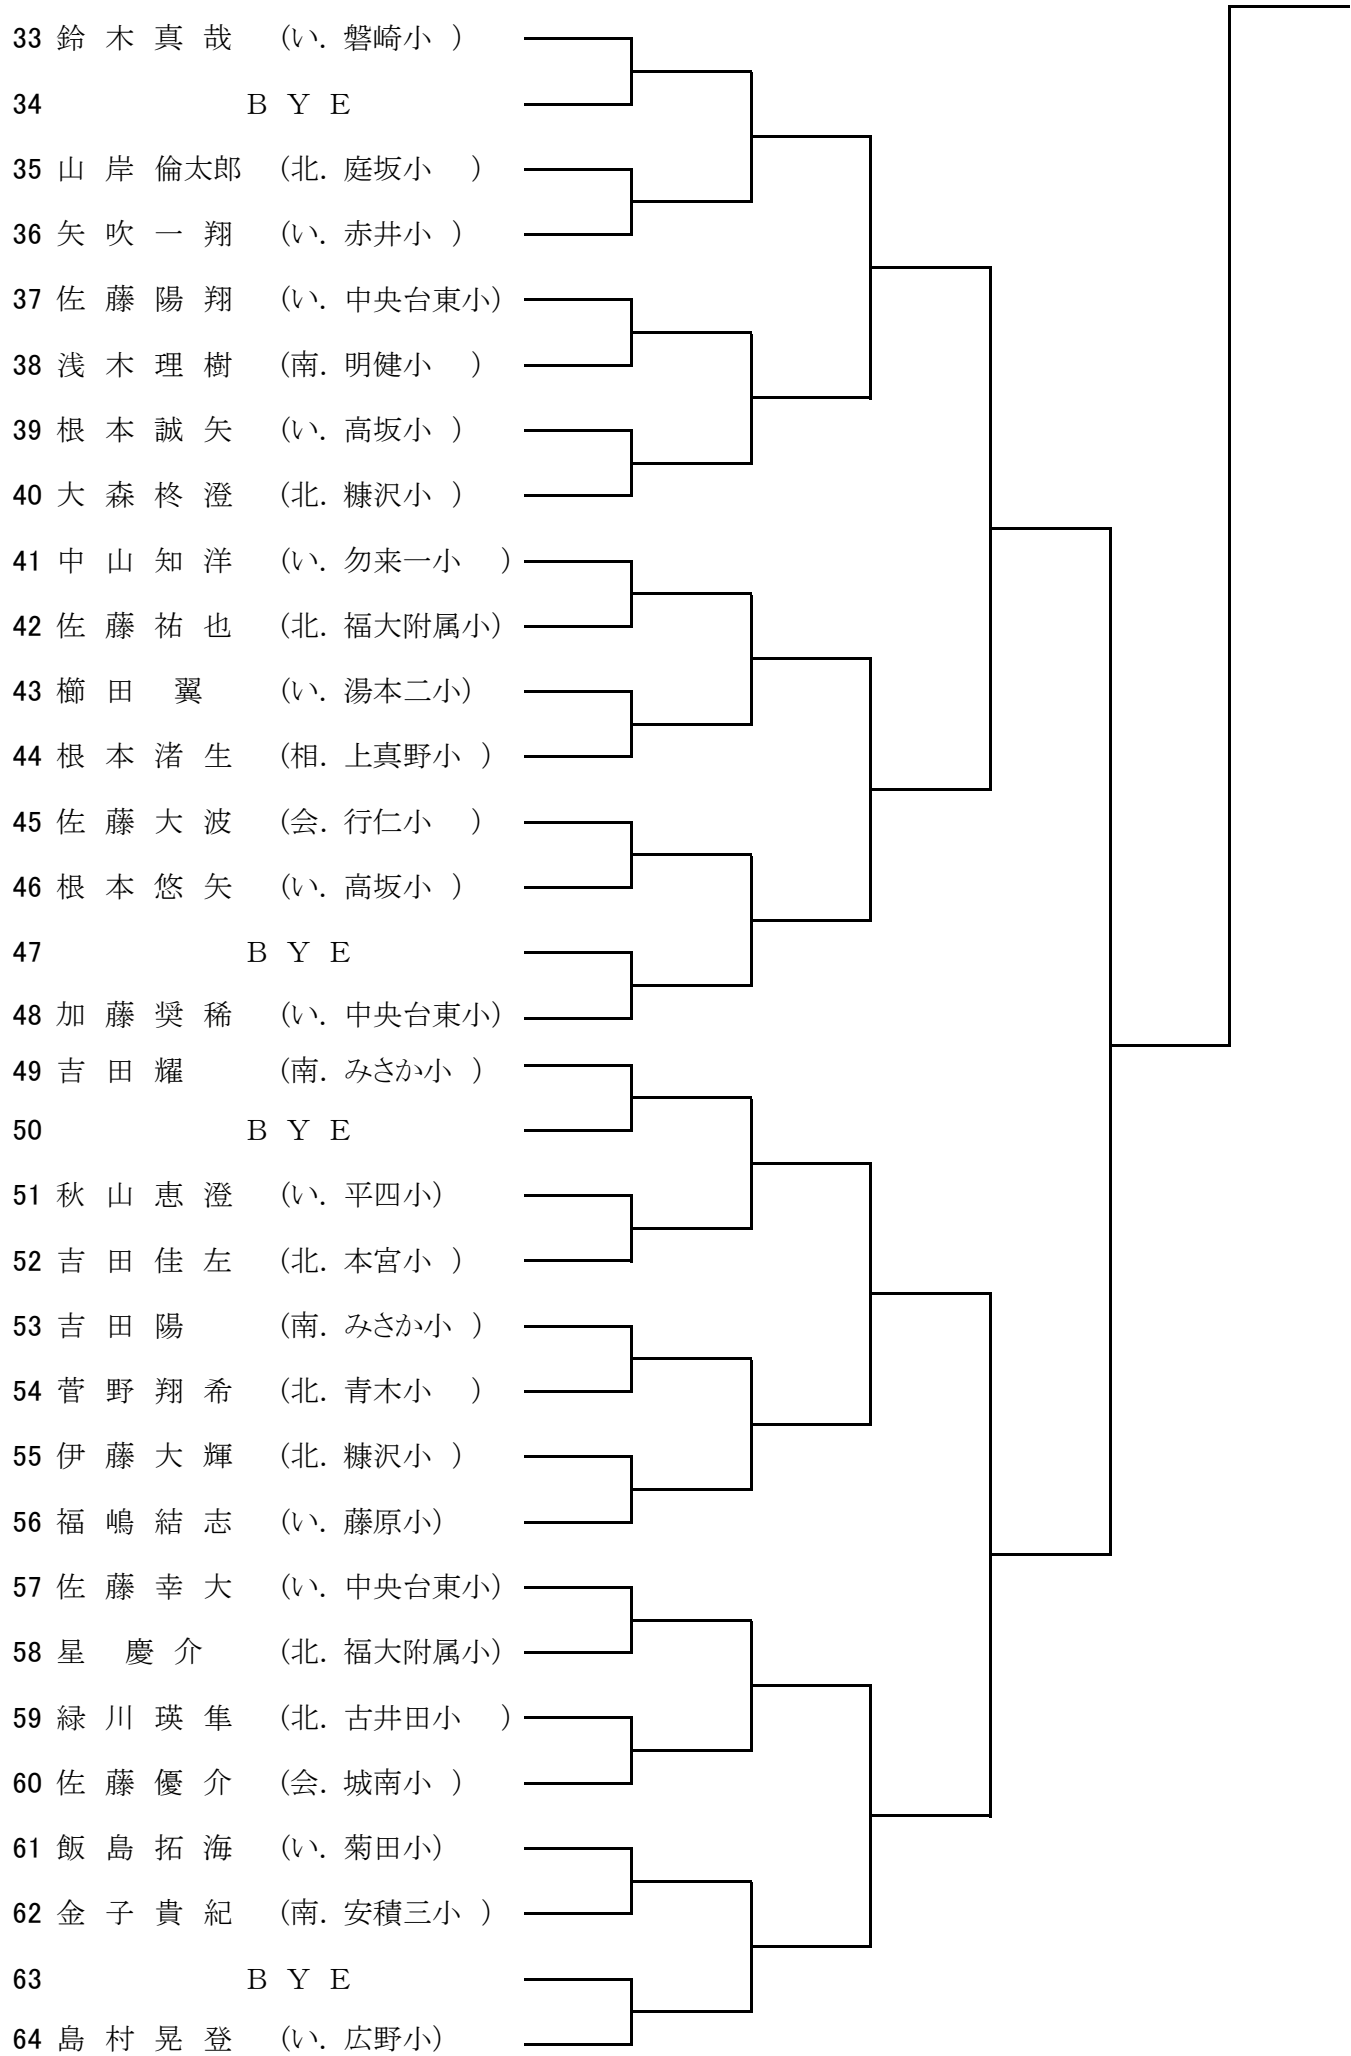 33 鈴 木 真 哉 (い. 磐崎小 )
34 B Y E
35 山 岸 倫太郎 (北. 庭坂小 )
36 矢 吹 一 翔 (い. 赤井小 )
37 佐 藤 陽 翔 (い. 中央台東小)
38 浅 木 理 樹 (南. 明健小 )
39 根 本 誠 矢 (い. 高坂小 )
40 大 森 柊 澄 (北. 糠沢小 )
41 中 山 知 洋 (い. 勿来一小 )
42 佐 藤 祐 也 (北. 福大附属小)
43 櫛 田 翼 (い. 湯本二小)
44 根 本 渚 生 (相. 上真野小 )
45 佐 藤 大 波 (会. 行仁小 )
46 根 本 悠 矢 (い. 高坂小 )
47 B Y E
48 加 藤 奨 稀 (い. 中央台東小)
49 吉 田 耀 (南. みさか小 )
50 B Y E
51 秋 山 恵 澄 (い. 平四小)
52 吉 田 佳 左 (北. 本宮小 )
53 吉 田 陽 (南. みさか小 )
54 菅 野 翔 希 (北. 青木小 )
55 伊 藤 大 輝 (北. 糠沢小 )
56 福 嶋 結 志 (い. 藤原小)
57 佐 藤 幸 大 (い. 中央台東小)
58 星 慶 介 (北. 福大附属小)
59 緑 川 瑛 隼 (北. 古井田小 )
60 佐 藤 優 介 (会. 城南小 )
61 飯 島 拓 海 (い. 菊田小)
62 金 子 貴 紀 (南. 安積三小 )
63 B Y E
64 島 村 晃 登 (い. 広野小)